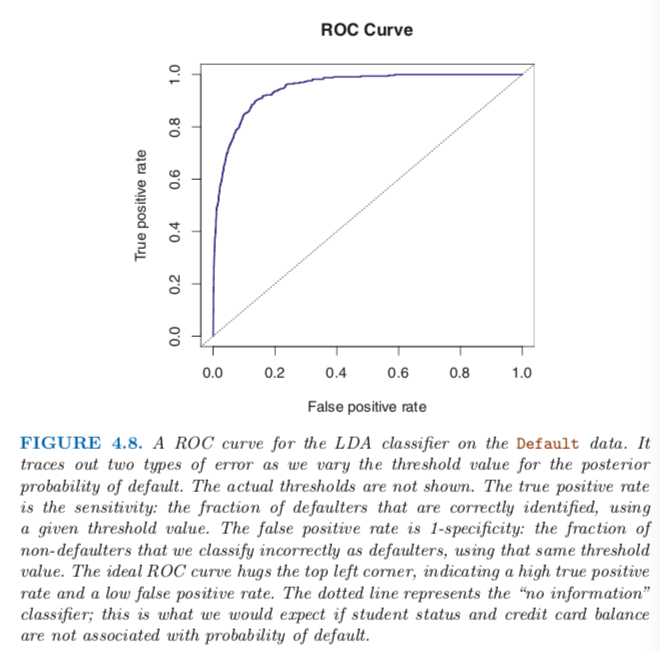 ROC Curve
True positive rate
1.0
0.8
0.6
0.4
0.2
0.0
0.0 0.2 0.4 0.6 0.8 1.0
False positive rate
FIGURE 4.8. A ROC curve for the LDA classifier on the Default data. It
traces out two types of error as we vary the threshold value for the posterior
probability of default. The actual thresholds are not shown. The true positive rate
is the sensitivity: the fraction of defaulters that are correctly identified, using
a given threshold value. The false positive rate is 1-specificity: the fraction of
non-defaulters that we classify incorrectly as defaulters, using that same threshold
value. The ideal ROC curve hugs the top left corner, indicating a high true positive
rate and a low false positive rate. The dotted line represents the “no information”
classifier; this is what we would expect if student status and credit card balance
are not associated with probability of default.